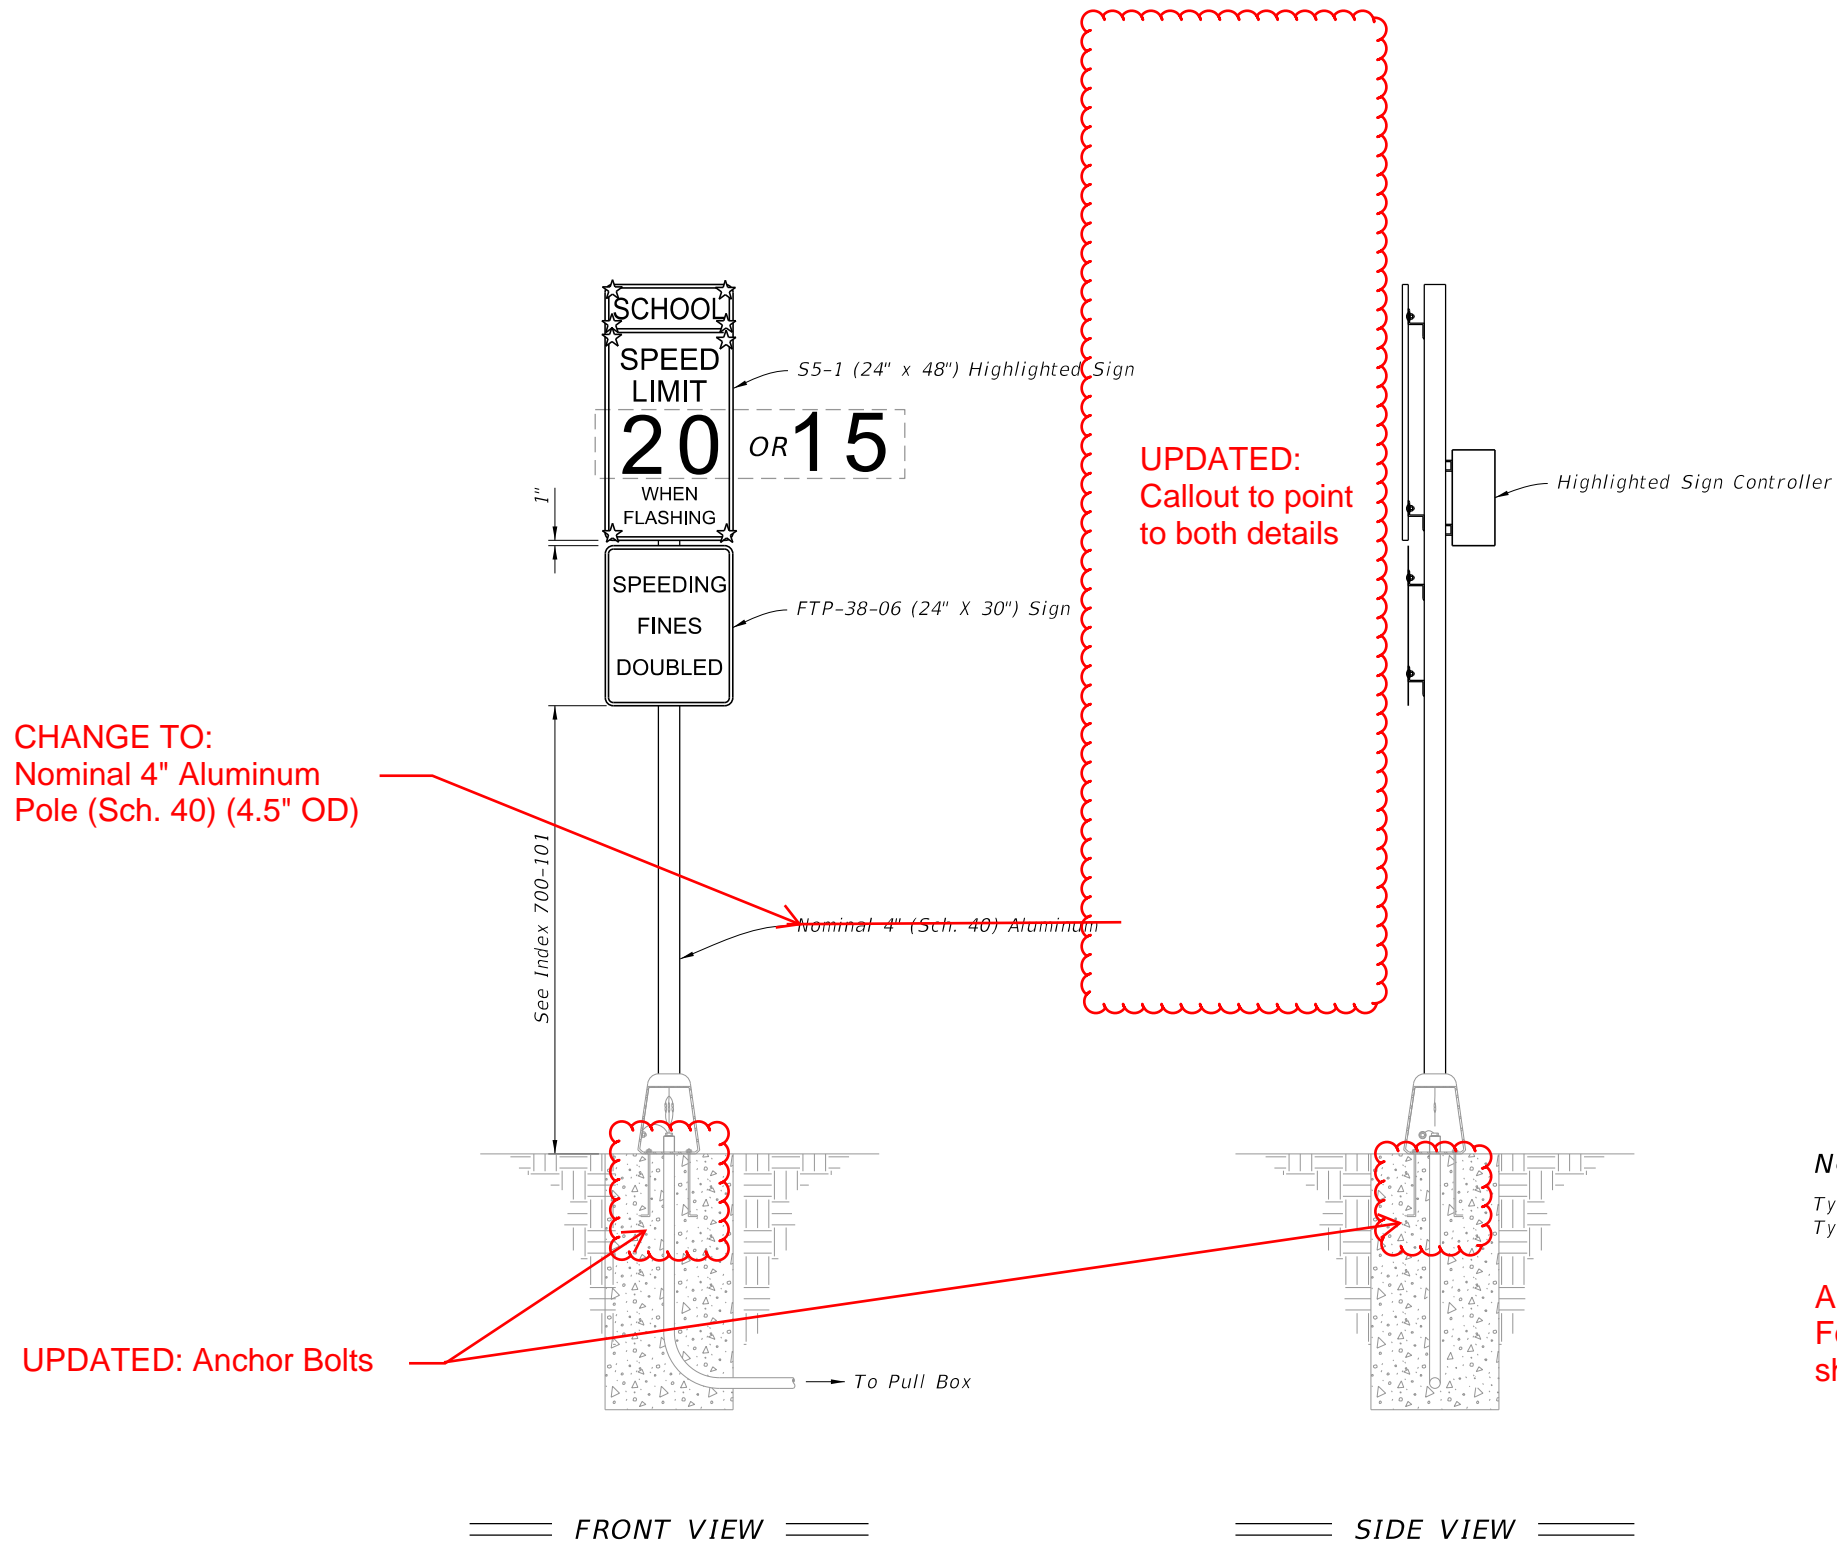 SCHOOL
SPEED
LIMIT
20 OR 15
WHEN
FLASHING
S5-1 (24" x 48") Highlighted Sign
1"
SPEEDING
FINES
DOUBLED
FTP-38-06 (24" X 30") Sign
UPDATED:
Callout to point
to both details
Highlighted Sign Controller
CHANGE TO:
Nominal 4" Aluminum
Pole (Sch. 40) (4.5" OD)
See Index 700-101
Nominal 4" (Sch. 40) Aluminum
UPDATED: Anchor Bolts
To Pull Box
Ty
Ty
FRONT VIEW
SIDE VIEW